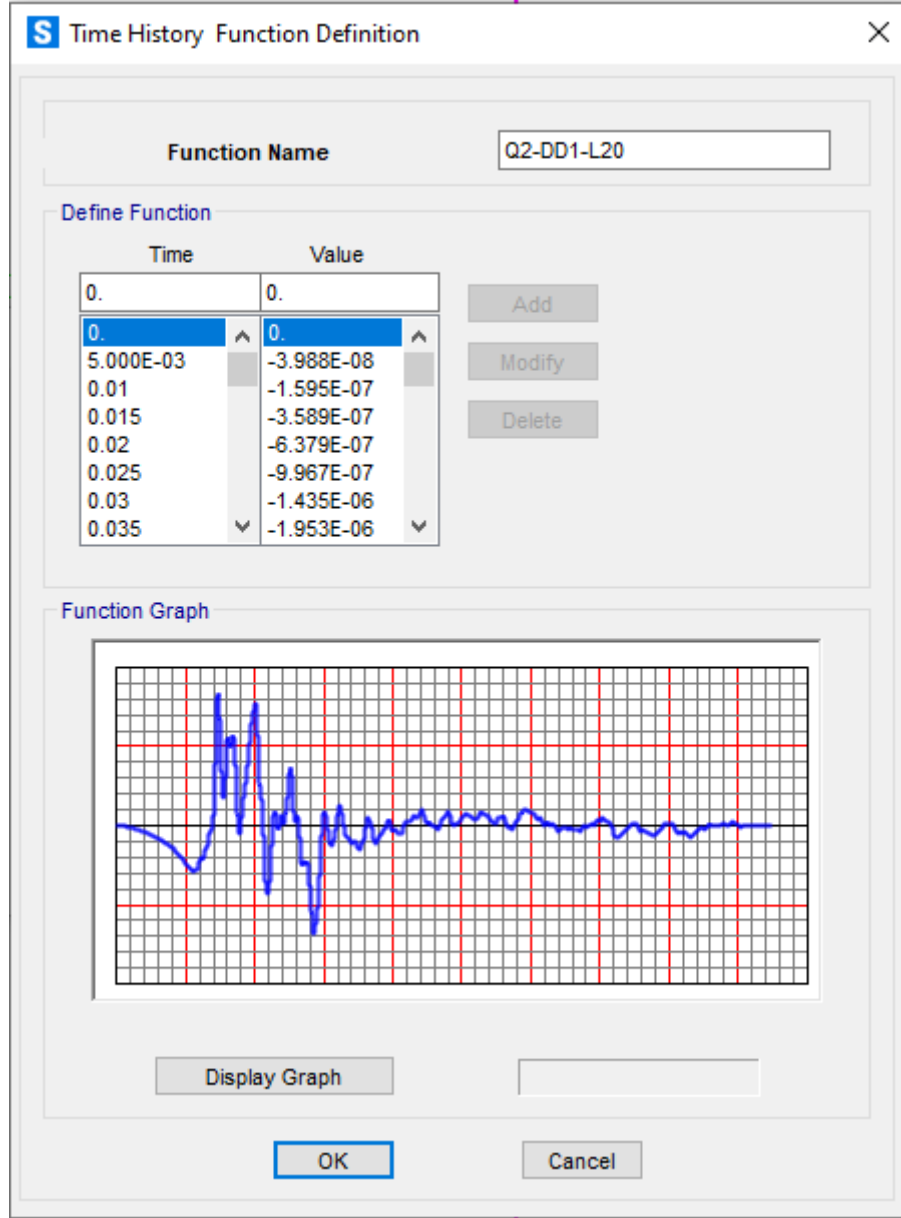 S Time History Function Definition
Function Name Q2-DD1-L20
Define Function
Time Value
0. 0.
Add
0. 0.
5.000E-03 -3.988E-08
Modify
0.01 -1.595E-07
0.015 -3.589E-07
Delete
0.02 -6.379E-07
0.025 -9.967E-07
0.03 -1.435E-06
0.035 -1.953E-06
Function Graph
Display Graph
OK Cancel